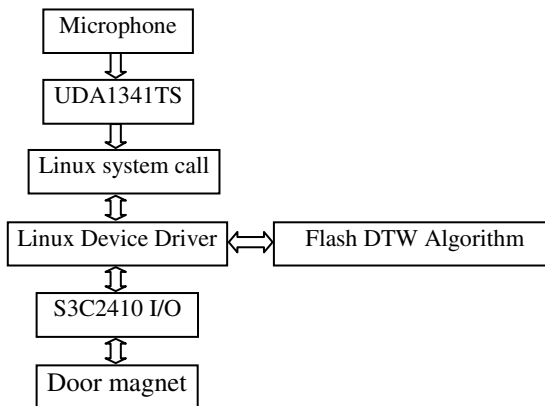 Microphone
UDA1341TS
Linux system call
Linux Device Driver
Flash DTW Algorithm
S3C2410 I/O
Door magnet